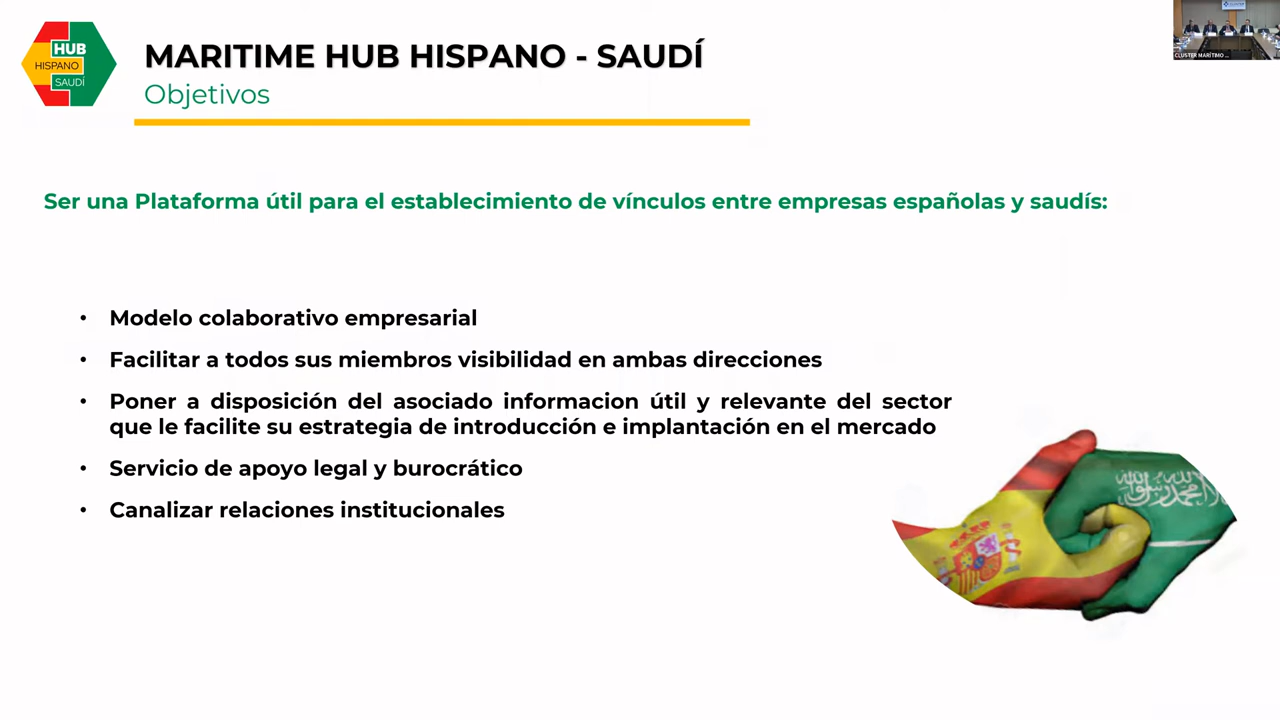 HUB
HISPANO
SAUDÍ
MARITIME HUB HISPANO - SAUDÍ
Objetivos
CLUSTER MARÍTIMO ...
Ser una Plataforma útil para el establecimiento de vínculos entre empresas españolas y saudís:
• Modelo colaborativo empresarial
• Facilitar a todos sus miembros visibilidad en ambas direcciones
• Poner a disposición del asociado informacion útil y relevante del sector
que le facilite su estrategia de introducción e implantación en el mercado
• Servicio de apoyo legal y burocrático
• Canalizar relaciones institucionales